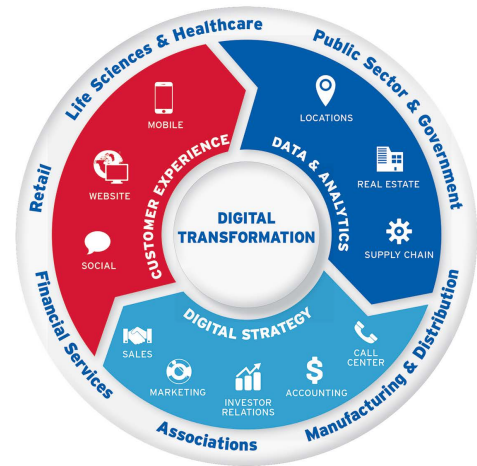 Life Sciences & Healthcare
Public Sector & Government
Manufacturing & Distribution
Associations
Financial Services
Retail
CUSTOMER EXPERIENCE
MOBILE
WEBSITE
SOCIAL
DATA & ANALYTICS
LOCATIONS
REAL ESTATE
SUPPLY CHAIN
DIGITAL
TRANSFORMATION
DIGITAL STRATEGY
SALES
MARKETING
INVESTOR
RELATIONS
$
ACCOUNTING
CALL
CENTER